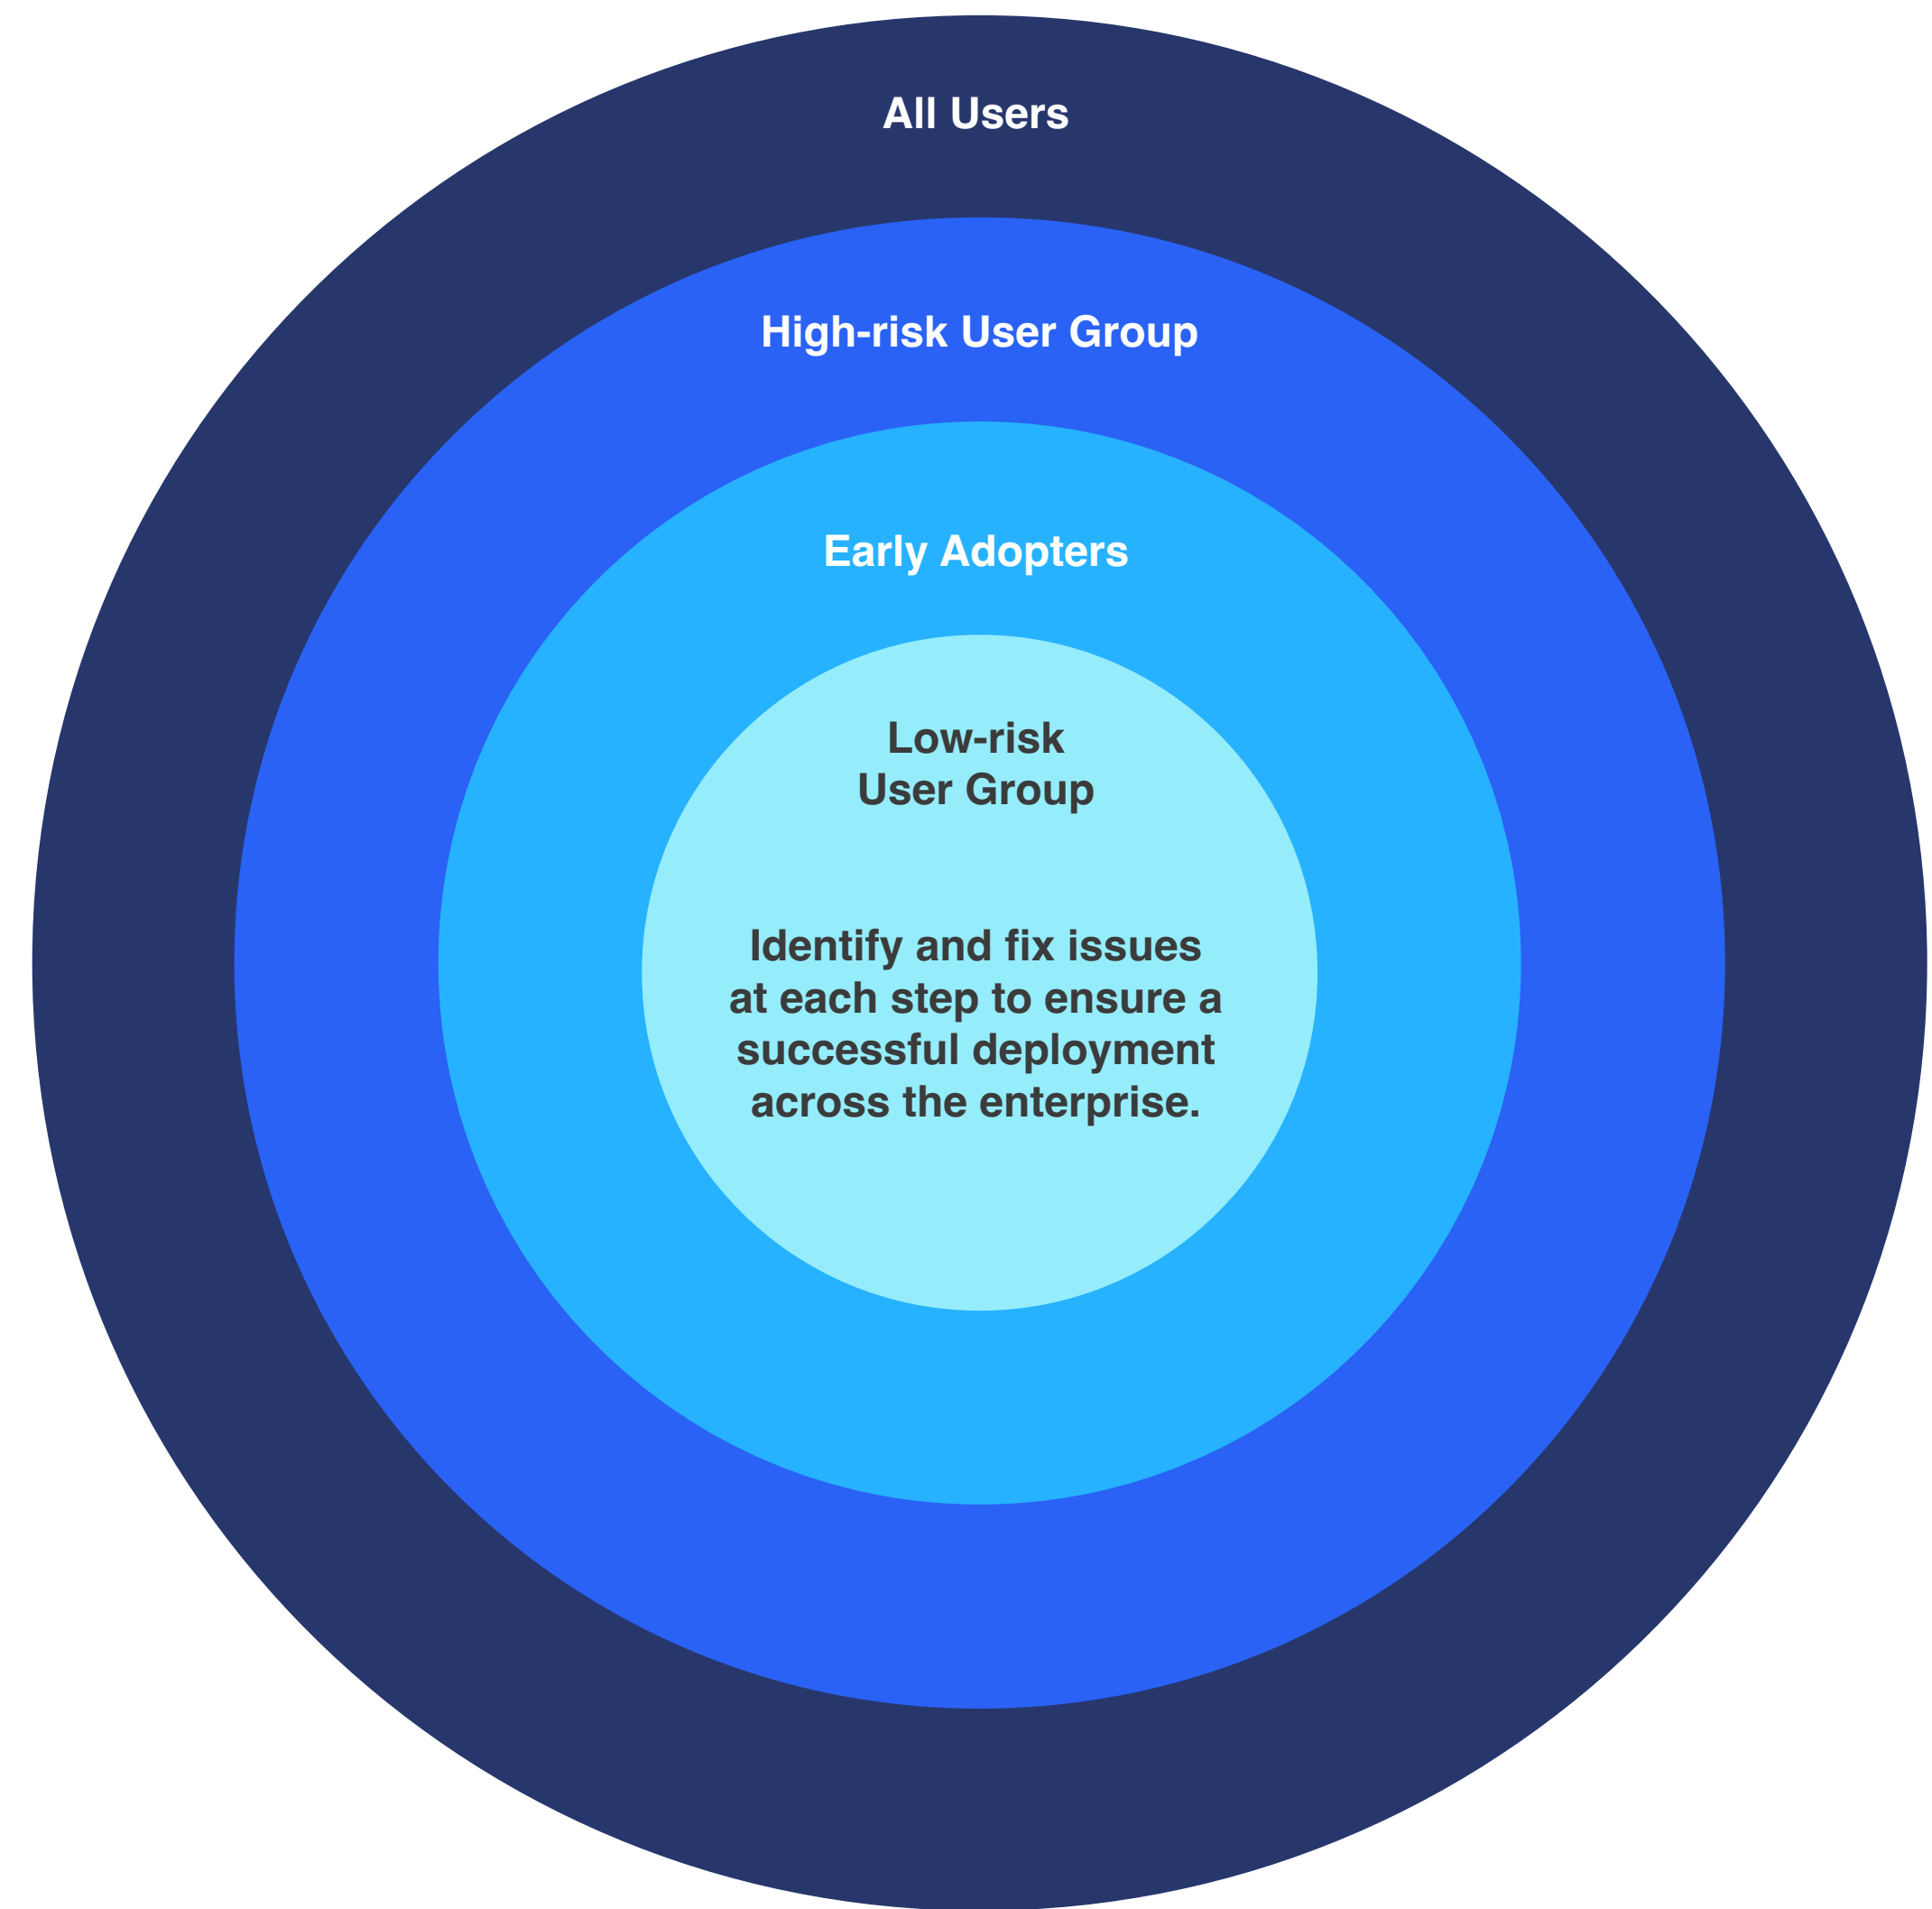 All Users
High-risk User Group
Early Adopters
Low-risk
User Group
Identify and fix issues
at each step to ensure a
successful deployment
across the enterprise.